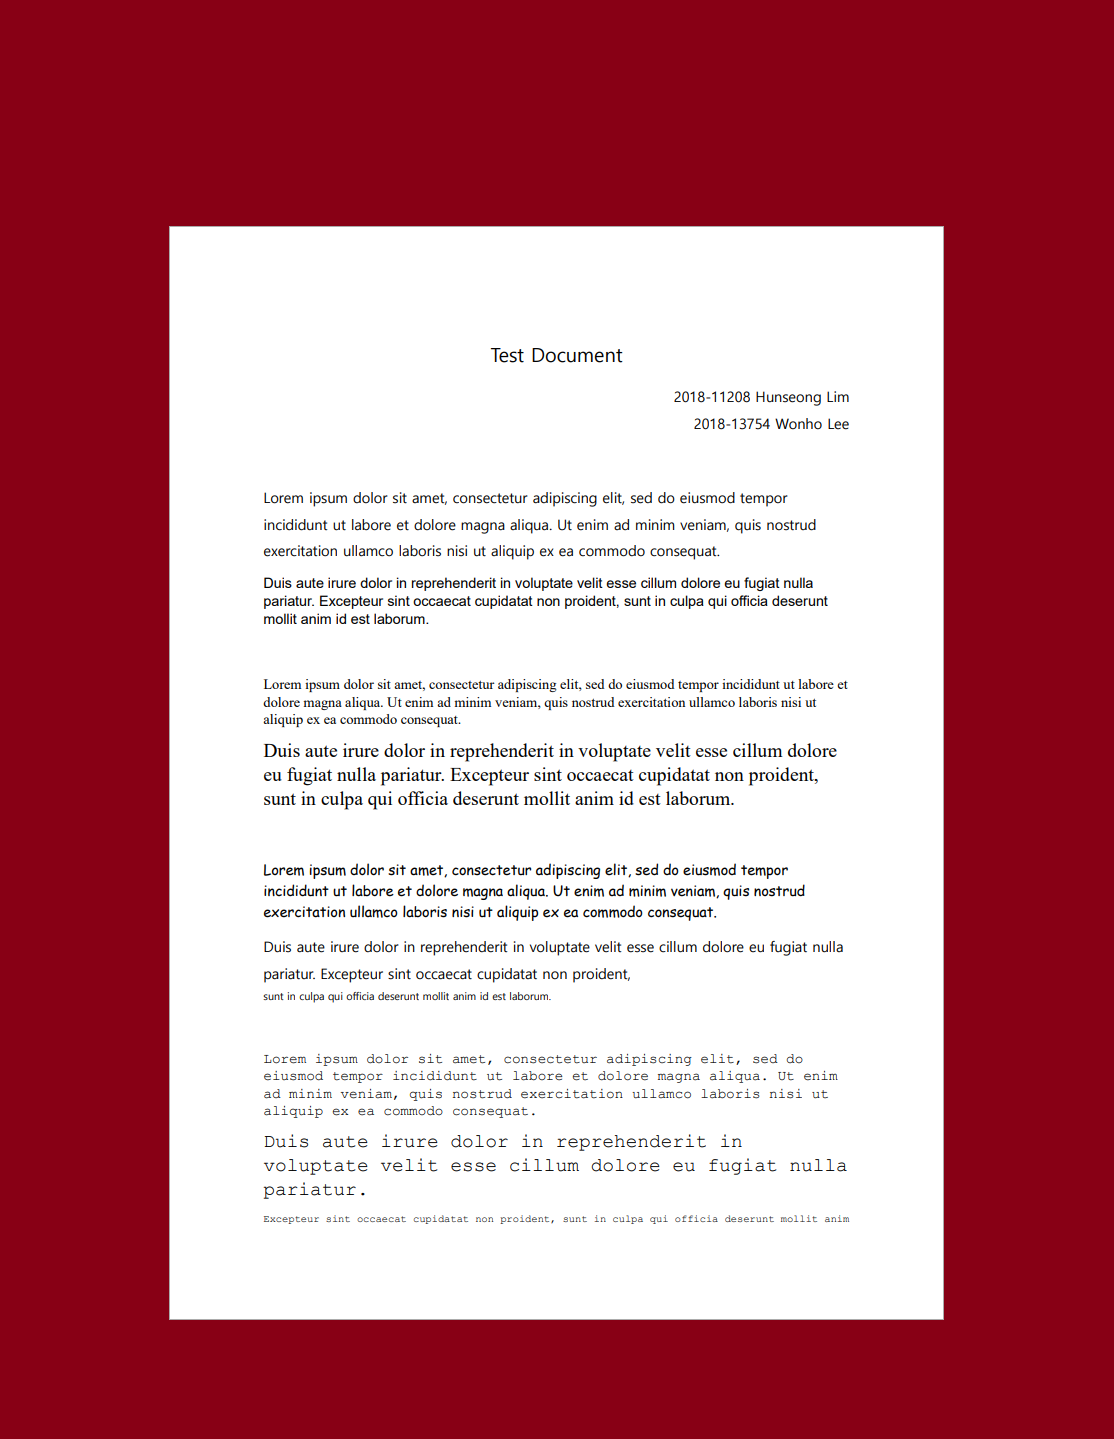 Test Document
2018-11208 Hunseong Lim
2018-13754 Wonho Lee
Lorem ipsum dolor sit amet, consectetur adipiscing elit, sed do eiusmod tempor
incididunt ut labore et dolore magna aliqua. Ut enim ad minim veniam, quis nostrud
exercitation ullamco laboris nisi ut aliquip ex ea commodo consequat.
Duis aute irure dolor in reprehenderit in voluptate velit esse cillum dolore eu fugiat nulla
pariatur. Excepteur sint occaecat cupidatat non proident, sunt in culpa qui officia deserunt
mollit anim id est laborum.
Lorem ipsum dolor sit amet, consectetur adipiscing elit, sed do eiusmod tempor incididunt ut labore et
dolore magna aliqua. Ut enim ad minim veniam, quis nostrud exercitation ullamco laboris nisi ut
aliquip ex ea commodo consequat.
Duis aute irure dolor in reprehenderit in voluptate velit esse cillum dolore
eu fugiat nulla pariatur. Excepteur sint occaecat cupidatat non proident,
sunt in culpa qui officia deserunt mollit anim id est laborum.
Lorem ipsum dolor sit amet, consectetur adipiscing elit, sed do eiusmod tempor
incididunt ut labore et dolore magna aliqua. Ut enim ad minim veniam, quis nostrud
exercitation ullamco laboris nisi ut aliquip ex ea commodo consequat.
Duis aute irure dolor in reprehenderit in voluptate velit esse cillum dolore eu fugiat nulla
pariatur. Excepteur sint occaecat cupidatat non proident,
sunt in culpa qui officia deserunt mollit anim id est laborum.
Lorem ipsum dolor sit amet, consectetur adipiscing elit, sed do
eiusmod tempor incididunt ut labore et dolore magna aliqua. Ut enim
ad minim veniam, quis nostrud exercitation ullamco laboris nisi ut
aliquip ex ea commodo consequat.
Duis aute irure dolor in reprehenderit in
voluptate velit esse cillum dolore eu fugiat nulla
pariatur.
Excepteur sint occaecat cupidatat non proident, sunt in culpa qui officia deserunt mollit anim